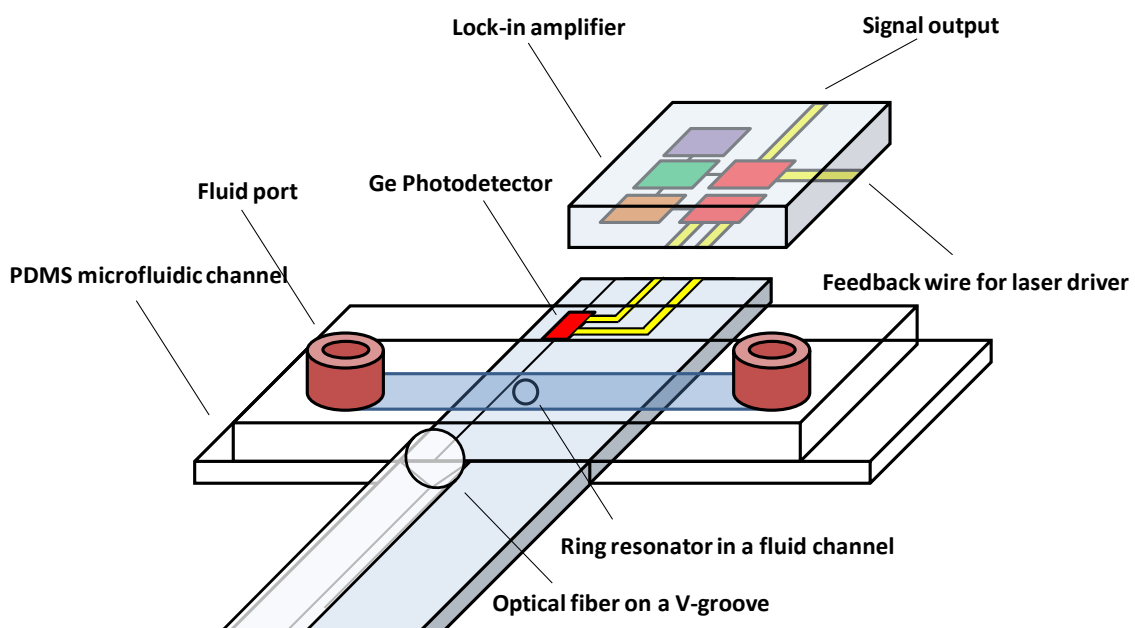 Lock-in amplifier
Signal output
Ge Photodetector
Fluid port
PDMS microfluidic channel
Feedback wire for laser driver
Ring resonator in a fluid channel
Optical fiber on a V-groove